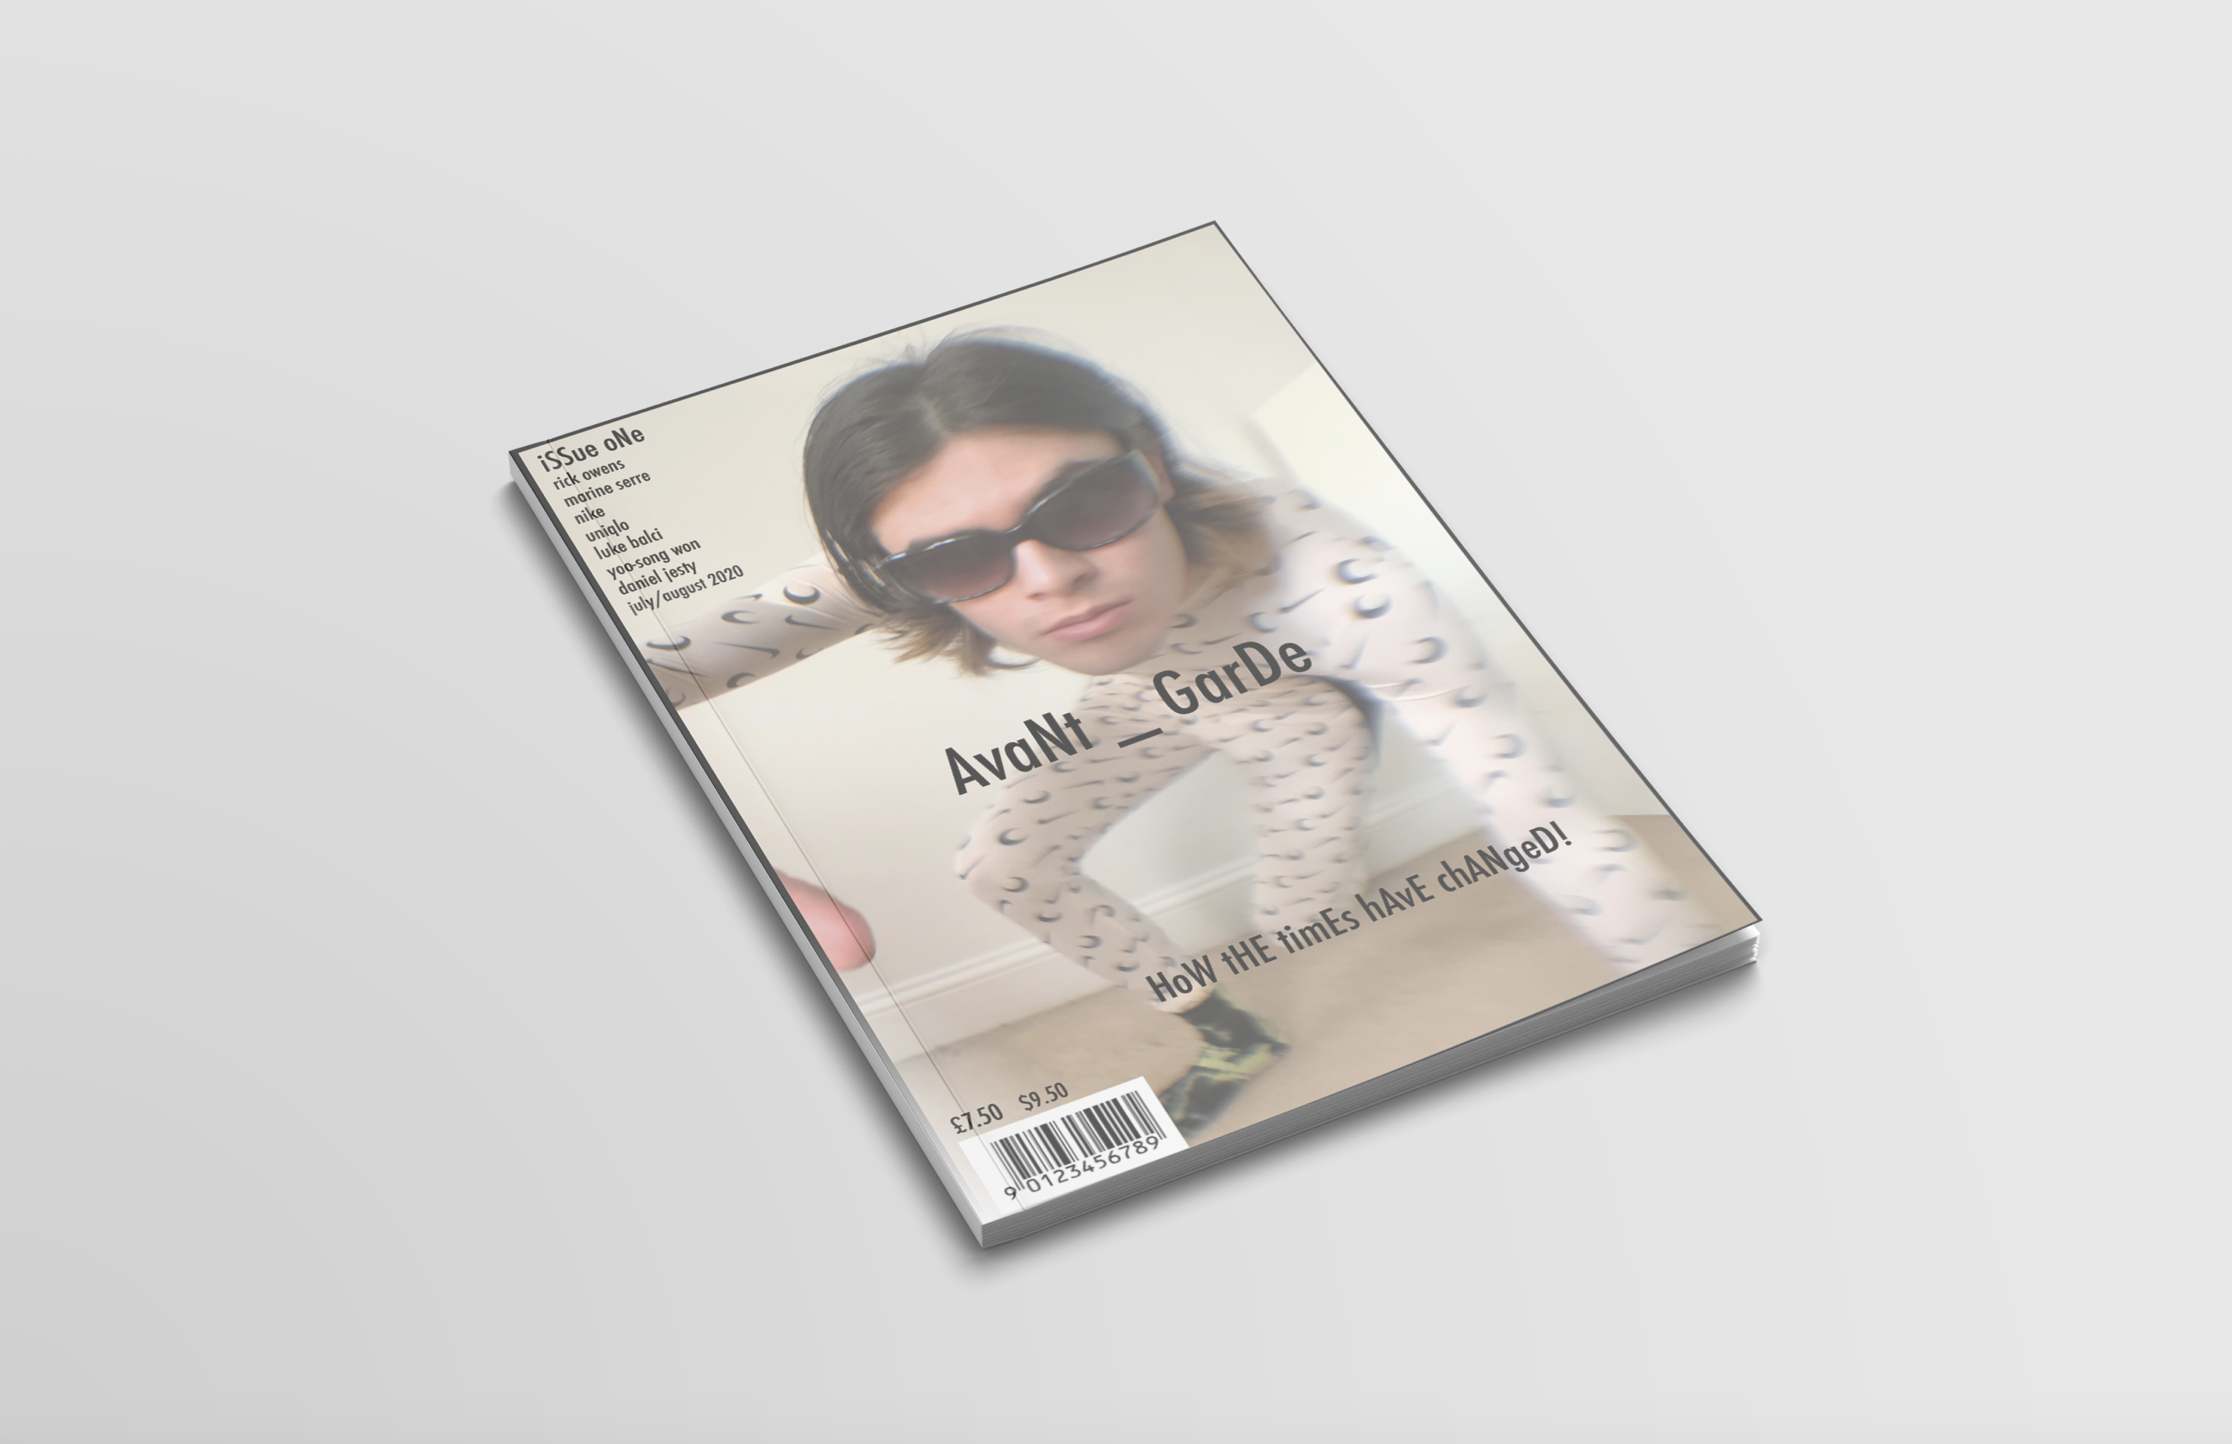 iSSue oNe
rick owens
marine serre
nike
uniqlo
luke balci
yoo-song won
daniel jesty
july/august 2020
AvaNt _ GarDe
HoW tHE timEs hAvE chANgeD!
£7.50 $9.50
9 0123456789